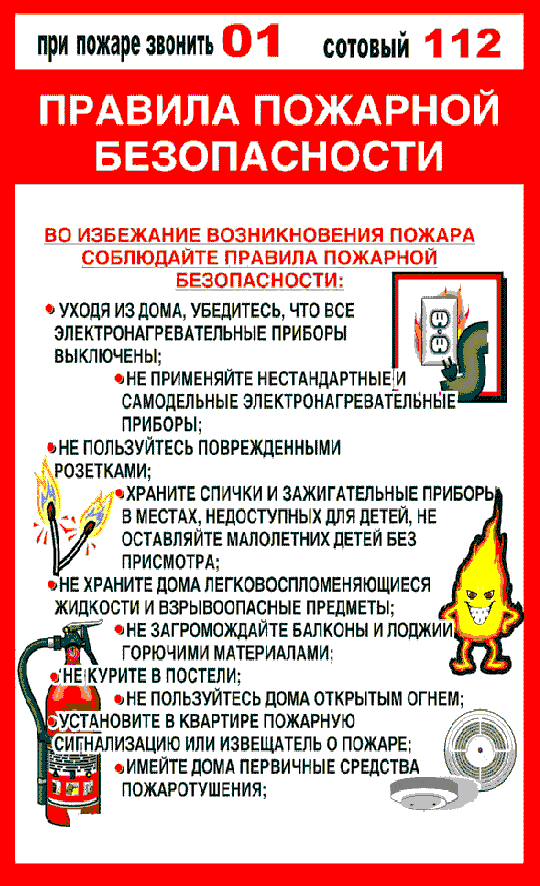 при пожаре звонить 01 сотовый 112
ПРАВИЛА ПОЖАРНОЙ
БЕЗОПАСНОСТИ
ВО ИЗБЕЖАНИЕ ВОЗНИКНОВЕНИЯ ПОЖАРА
СОБЛЮДАЙТЕ ПРАВИЛА ПОЖАРНОЙ
БЕЗОПАСНОСТИ:
УХОДЯ ИЗ ДОМА, УБЕДИТЕСЬ, ЧТО ВСЕ
ЭЛЕКТРОНАГРЕВАТЕЛЬНЫЕ ПРИБОРЫ
ВЫКЛЮЧЕНЫ;
НЕ ПРИМЕНЯЙТЕ НЕСТАНДАРТНЫЕ И
САМОДЕЛЬНЫЕ ЭЛЕКТРОНАГРЕВАТЕЛЬНЫЕ
ПРИБОРЫ;
НЕ ПОЛЬЗУЙТЕСЬ ПОВРЕЖДЕННЫМИ
РОЗЕТКАМИ;
ХРАНИТЕ СПИЧКИ И ЗАЖИГАТЕЛЬНЫЕ ПРИБОРЫ
В МЕСТАХ, НЕДОСТУПНЫХ ДЛЯ ДЕТЕЙ, НЕ
ОСТАВЛЯЙТЕ МАЛОЛЕТНИХ ДЕТЕЙ БЕЗ
ПРИСМОТРА;
НЕ ХРАНИТЕ ДОМА ЛЕГКОВОСПЛОМЕНЯЮЩИЕСЯ
ЖИДКОСТИ И ВЗРЫВООПАСНЫЕ ПРЕДМЕТЫ;
НЕ ЗАГРОМОЖДАЙТЕ БАЛКОНЫ И ЛОДЖИИ
ГОРЮЧИМИ МАТЕРИАЛАМИ;
НЕ КУРИТЕ В ПОСТЕЛИ;
НЕ ПОЛЬЗУЙТЕСЬ ДОМА ОТКРЫТЫМ ОГНЕМ;
УСТАНОВИТЕ В КВАРТИРЕ ПОЖАРНУЮ
СИГНАЛИЗАЦИЮ ИЛИ ИЗВЕЩАТЕЛЬ О ПОЖАРЕ;
ИМЕЙТЕ ДОМА ПЕРВИЧНЫЕ СРЕДСТВА
ПОЖАРОТУШЕНИЯ;